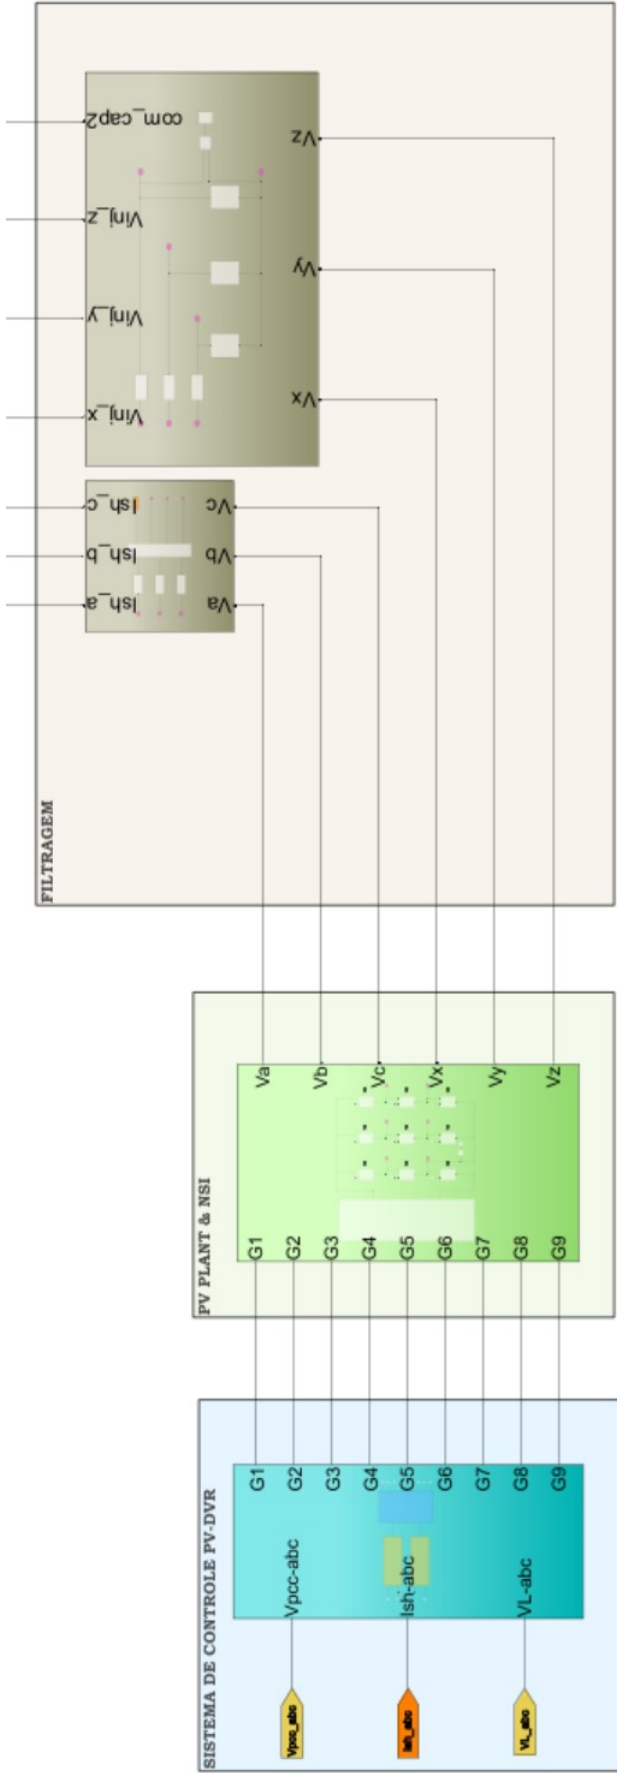 SISTEMA DE CONTROLE PV-DVR
Vpcc_abc
Ish_abc
VL_abc
Vpcc-abc
Ish-abc
VL-abc
G1
G2
G3
G4
G5
G6
G7
G8
G9
PV PLANT & NSI
G1
G2
G3
G4
G5
G6
G7
G8
G9
Va
Vb
Vc
Vx
Vy
Vz
FILTRAGEM
Va
Vb
Vc
Ish_a
Ish_b
Ish_c
Vx
Vy
Vz
Vinj_x
Vinj_y
Vinj_z
com_cap2